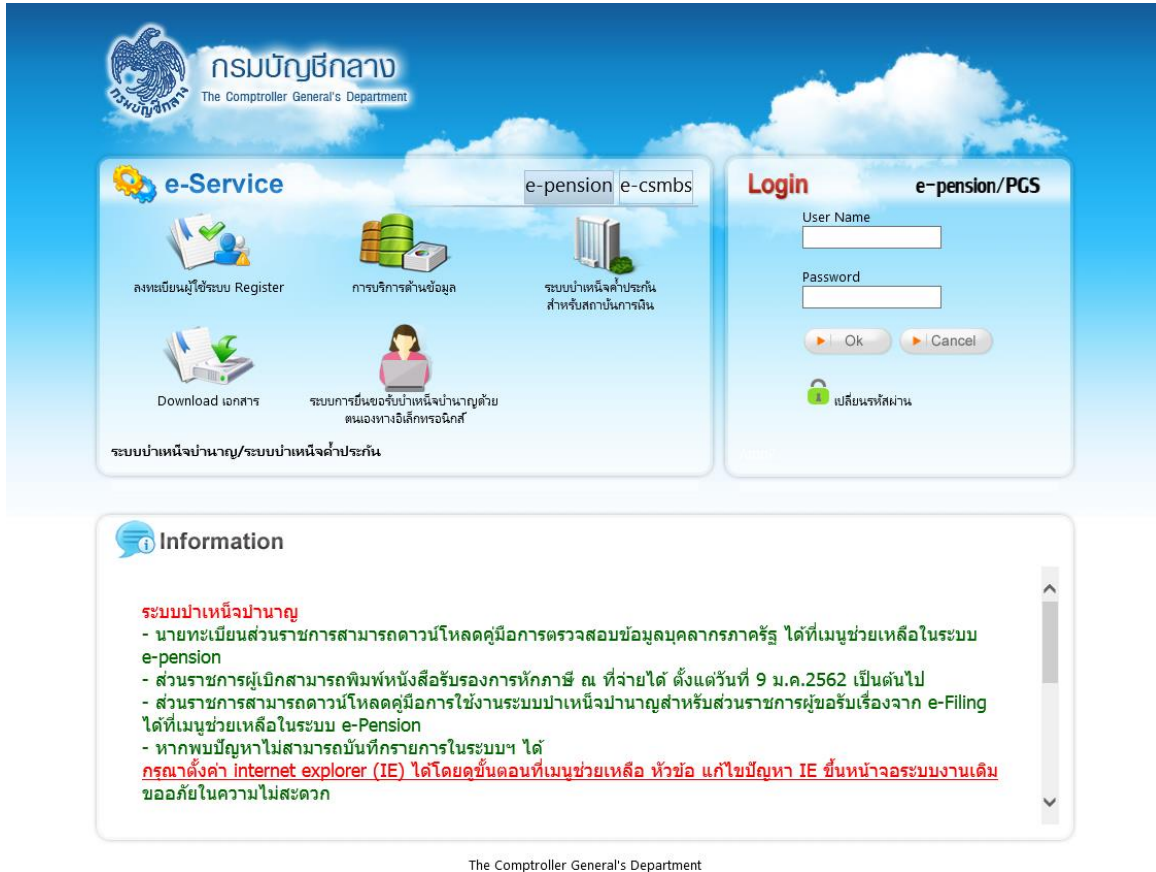 กรมบัญชีกลาง
The Comptroller General's Department
กรมบัญชีกลาง
e-Service
e-pension e-csmbs
ลงทะเบียนผู้ใช้ระบบ Register
การบริการด้านข้อมูล
ระบบบำเหน็จค้ำประกัน
สำหรับสถาบันการเงิน
Download เอกสาร
ระบบการยื่นขอรับบำเหน็จบำนาญด้วย
ตนเองทางอิเล็กทรอนิกส์
ระบบบำเหน็จบำนาญ/ระบบบำเหน็จค้ำประกัน
Login
e-pension/PGS
User Name
Password
Ok
Cancel
เปลี่ยนรหัสผ่าน
Information
ระบบบำเหน็จบำนาญ
- นายทะเบียนส่วนราชการสามารถดาวน์โหลดคู่มือการตรวจสอบข้อมูลบุคลากรภาครัฐ ได้ที่เมนูช่วยเหลือในระบบ
e-pension
- ส่วนราชการผู้เบิกสามารถพิมพ์หนังสือรับรองการหักภาษี ณ ที่จ่ายได้ ตั้งแต่วันที่ 9 ม.ค.2562 เป็นต้นไป
- ส่วนราชการสามารถดาวน์โหลดคู่มือการใช้งานระบบบำเหน็จบำนาญสำหรับส่วนราชการผู้ขอรับเรื่องจาก e-Filing
ได้ที่เมนูช่วยเหลือในระบบ e-Pension
- หากพบปัญหาไม่สามารถบันทึกรายการในระบบฯ ได้
กรุณาตั้งค่า internet explorer (IE) ได้โดยดูขั้นตอนที่เมนูช่วยเหลือ หัวข้อ แก้ไขปัญหา IE ขึ้นหน้าจอระบบงานเดิม
ขออภัยในความไม่สะดวก
The Comptroller General's Department